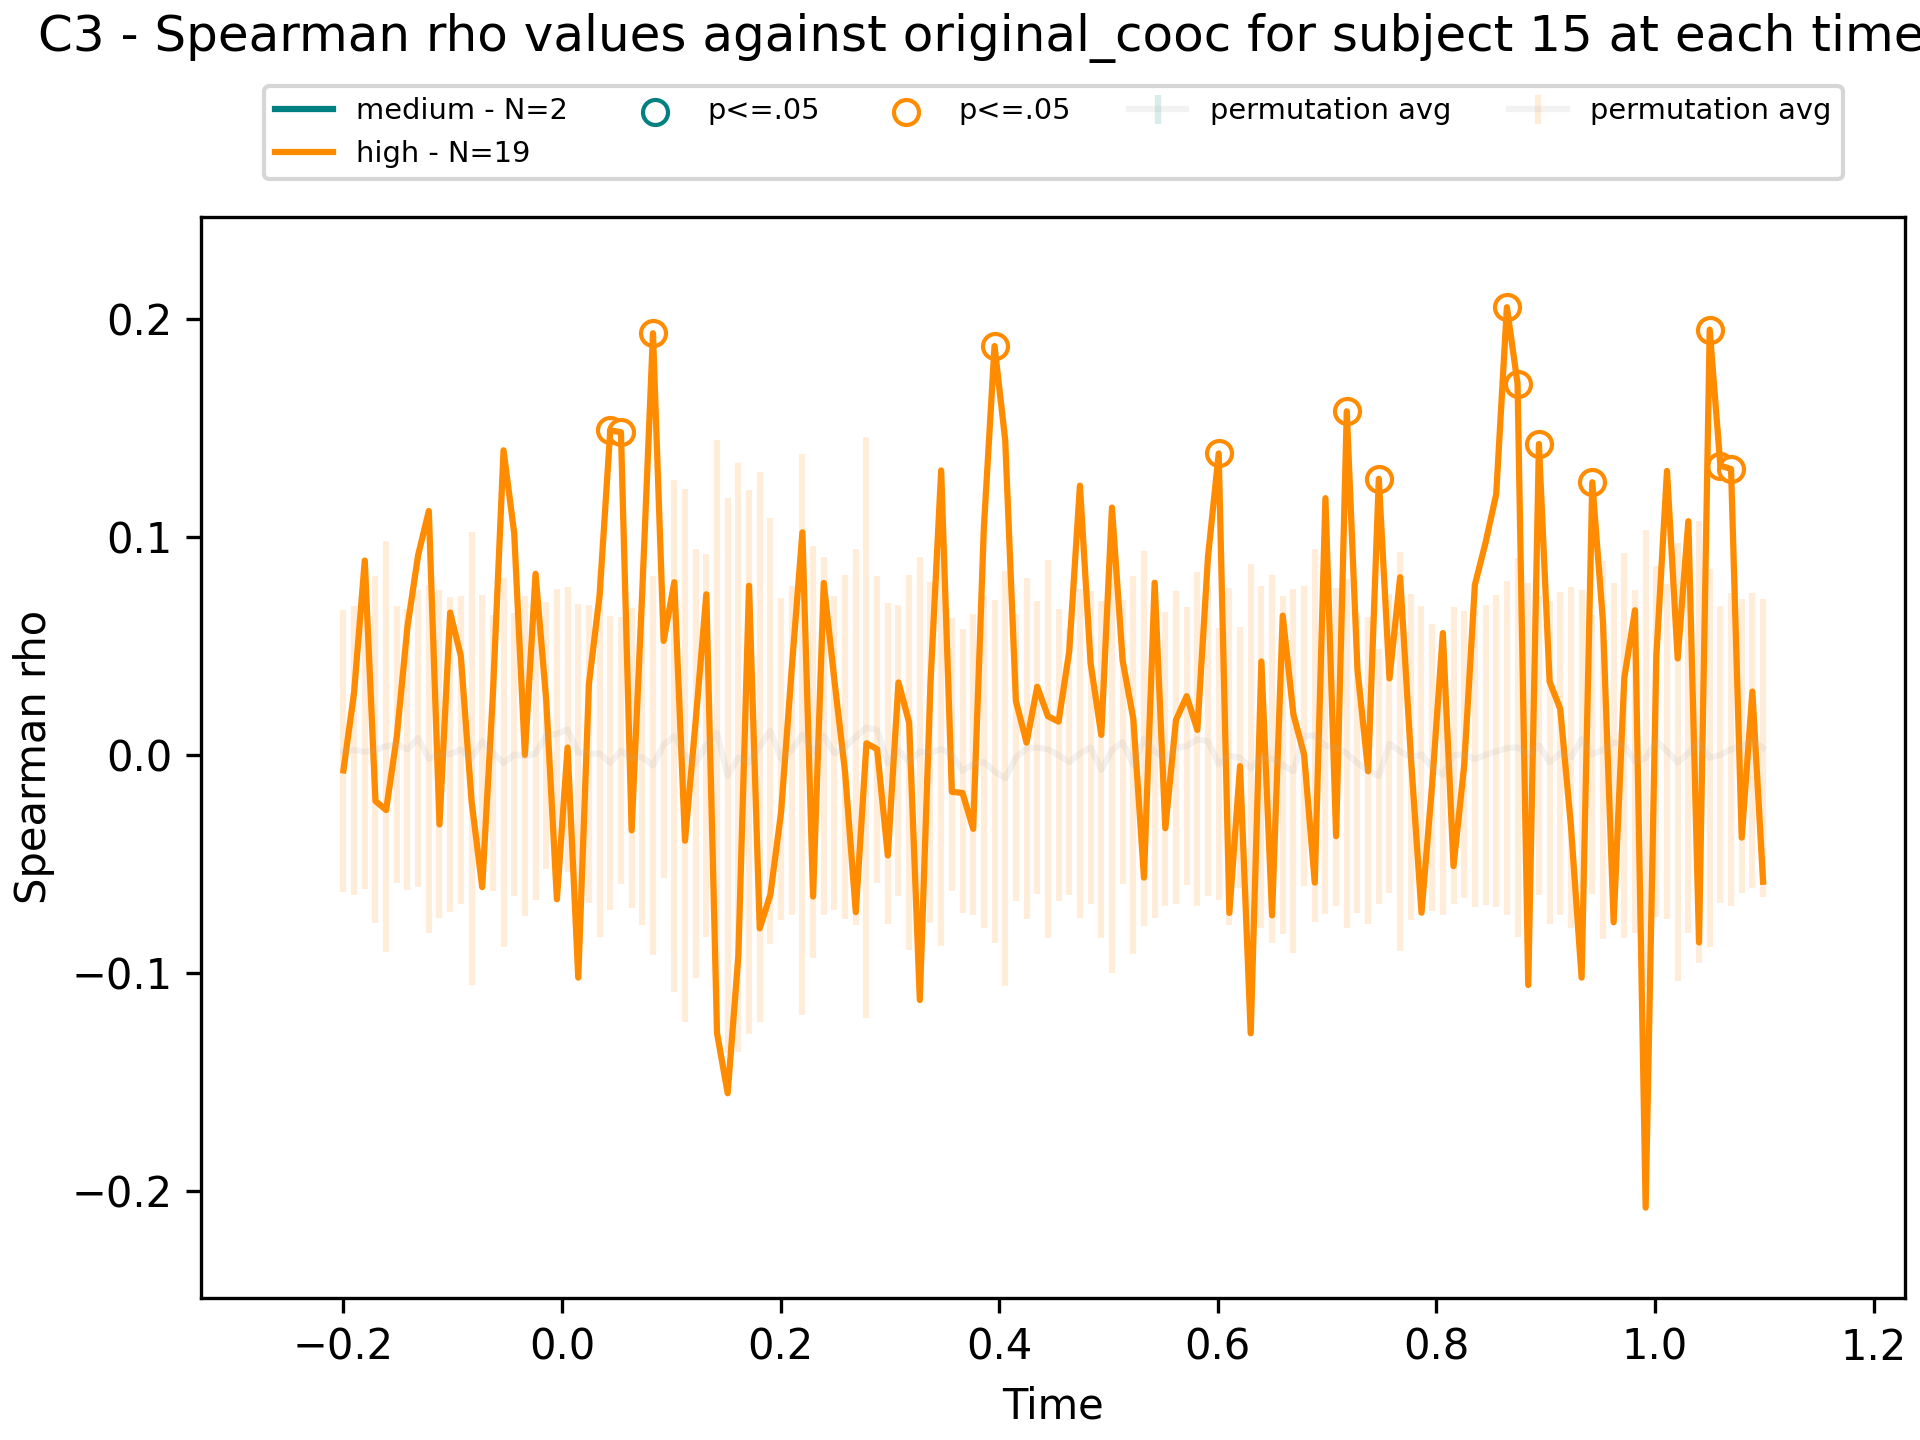 C3 - Spearman rho values against original_cooc for subject 15 at each time
medium - N=2
high - N=19
p<=.05
p<=.05
permutation avg
permutation avg
Spearman rho
0.2
0.1
0.0
−0.1
−0.2
−0.2 0.0 0.2 0.4 0.6 0.8 1.0 1.2
Time